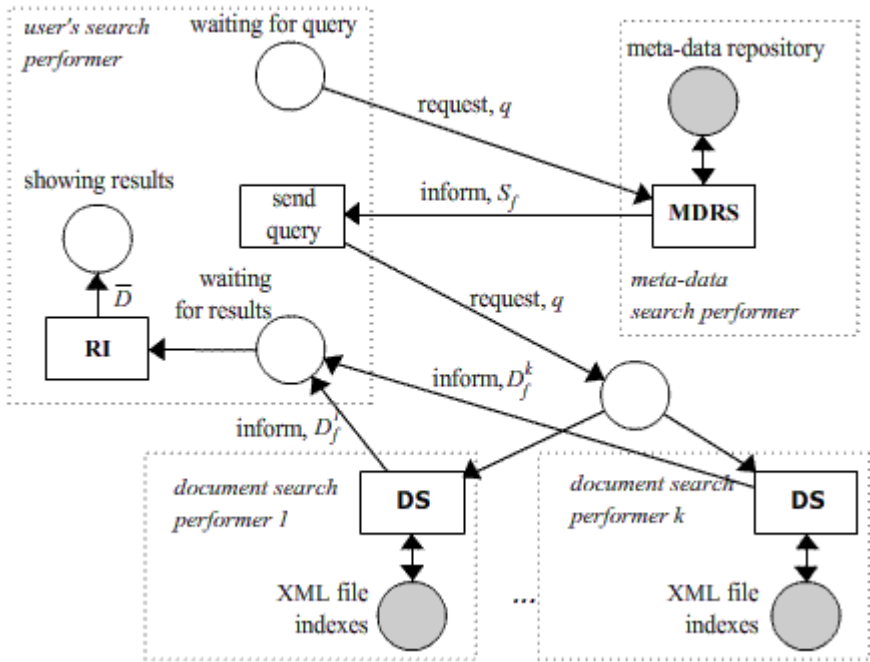 user's search
performer
waiting for query
meta-data repository
request, q
showing results
send
query
inform, S_f
MDRS
D̅
waiting
for results
request, q
meta-data
search performer
RI
inform, D_f^k
inform, D_f^1
document search
performer 1
DS
document search
performer k
DS
XML file
indexes
...
XML file
indexes